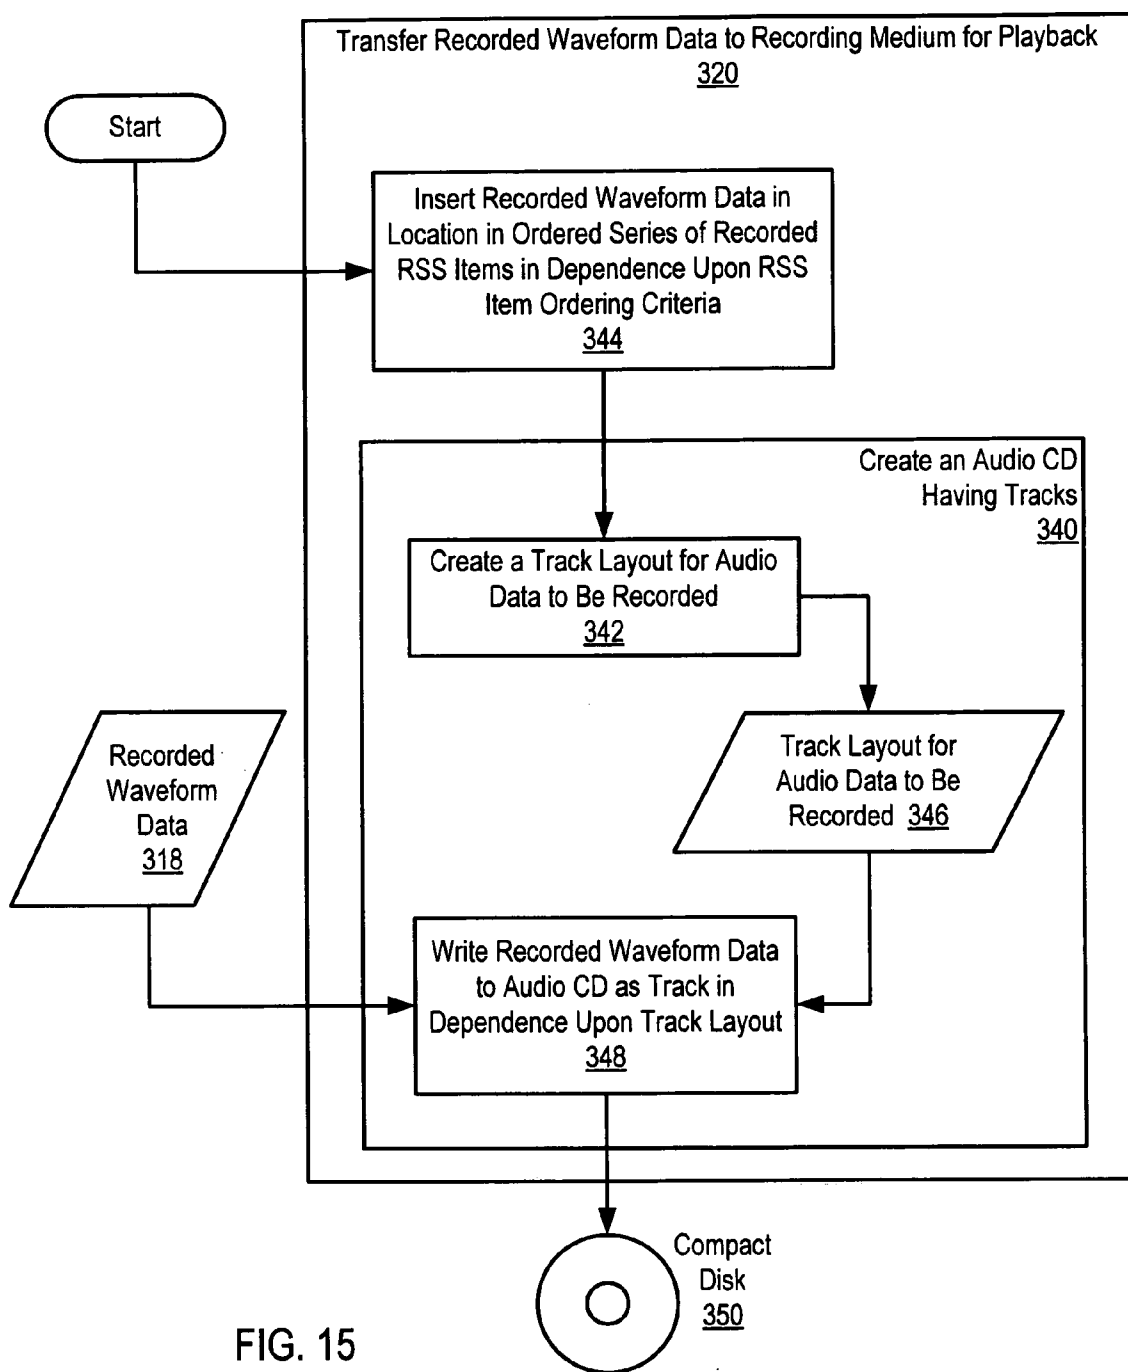 Transfer Recorded Waveform Data to Recording Medium for Playback
320
Start
Insert Recorded Waveform Data in
Location in Ordered Series of Recorded
RSS Items in Dependence Upon RSS
Item Ordering Criteria
344
Create an Audio CD
Having Tracks
340
Create a Track Layout for Audio
Data to Be Recorded
342
Recorded
Waveform
Data
318
Track Layout for
Audio Data to Be
Recorded 346
Write Recorded Waveform Data
to Audio CD as Track in
Dependence Upon Track Layout
348
Compact
Disk
350
FIG. 15